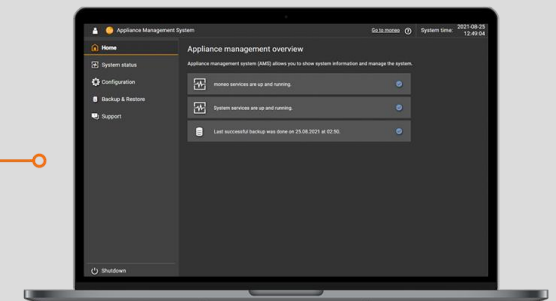 Appliance Management System
Go to moneo
System time:
2021-08-25
12:49:04
Home
System status
Configuration
Backup & Restore
Support
Shutdown
Appliance management overview
Appliance management system (AMS) allows you to show system information and manage the system.
moneo services are up and running.
System services are up and running.
Last successful backup was done on 25.08.2021 at 02:50.